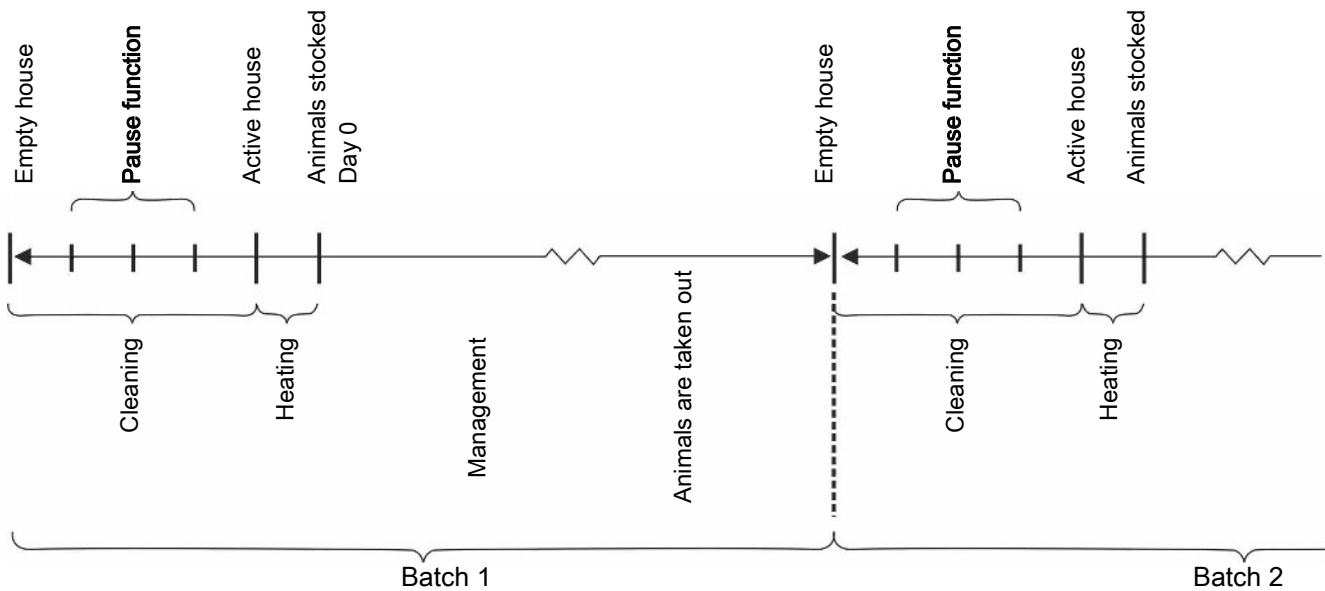 Empty house
Pause function
Active house
Animals stocked
Day 0
Empty house
Pause function
Active house
Animals stocked
Cleaning
Heating
Management
Animals are taken out
Cleaning
Heating
Batch 1
Batch 2